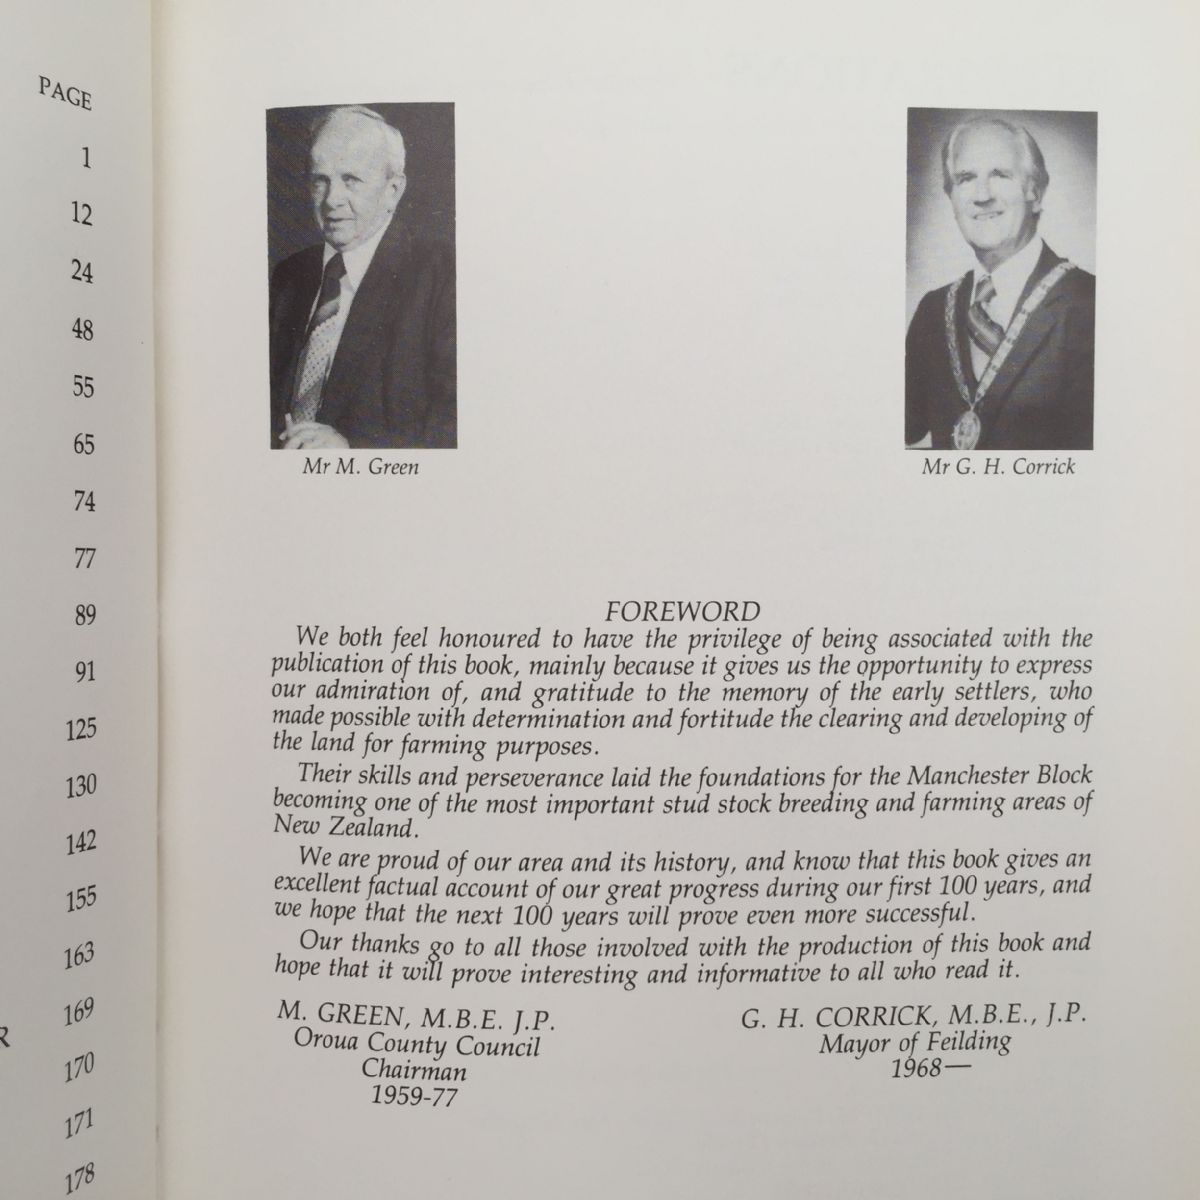 PAGE
1
12
24
48
55
65
74
77
89
91
125
130
142
155
163
169
R
170
171
178
Mr M. Green
Mr G. H. Corrick
FOREWORD
We both feel honoured to have the privilege of being associated with the
publication of this book, mainly because it gives us the opportunity to express
our admiration of, and gratitude to the memory of the early settlers, who
made possible with determination and fortitude the clearing and developing of
the land for farming purposes.
Their skills and perseverance laid the foundations for the Manchester Block
becoming one of the most important stud stock breeding and farming areas of
New Zealand.
We are proud of our area and its history, and know that this book gives an
excellent factual account of our great progress during our first 100 years, and
we hope that the next 100 years will prove even more successful.
Our thanks go to all those involved with the production of this book and
hope that it will prove interesting and informative to all who read it.
M. GREEN, M.B.E. J.P.
Oroua County Council
Chairman
1959-77
G. H. CORRICK, M.B.E., J.P.
Mayor of Feilding
1968—